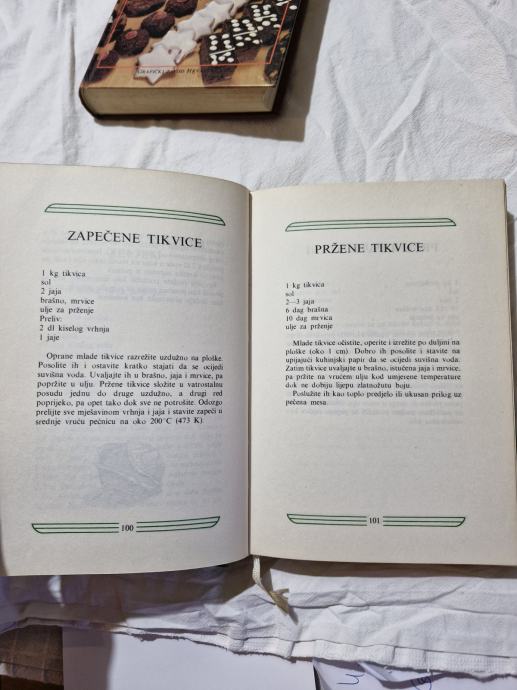 GRAFIČKI
ZAPEČENE TIKVICE
1 kg tikvica
sol
2 jaja
brašno, mrvice
ulje za prženje
Preliv:
2 dl kiselog vrhnja
1 jaje
Oprane mlade tikvice razrežite uzdužno na ploške.
Posolite ih i ostavite kratko stajati da se ocijedi
suvišna voda. Uvaljajte ih u brašno, jaja i mrvice, pa
popržite u ulju. Pržene tikvice složite u vatrostalnu
posudu jednu do druge uzdužno, a drugi red
poprijeko, pa opet tako dok sve ne potrošite. Odozgo
prelijte sve mješavinom vrhnja i jaja i stavite zapeči u
srednje vruću pećnicu na oko 200°C (473 K).
100
PRŽENE TIKVICE
1 kg tikvica
sol
2—3 jaja
6 dag brašna
10 dag mrvica
ulje za prženje
Mlade tikvice očistite, operite i izrežite po duljini na
ploške (oko 1 cm). Dobro ih posolite i stavite na
upijajući kuhinjski papir da se ocijedi suvišna voda.
Zatim tikvice uvaljajte u brašno, istučena jaja i mrvice,
pa pržite na vrućem ulju kod umjerene temperature
dok ne dobiju lijepu zlatnožutu boju.
Poslužite ih kao toplo predjelo ili ukusan prilog uz
pečena mesa.
101